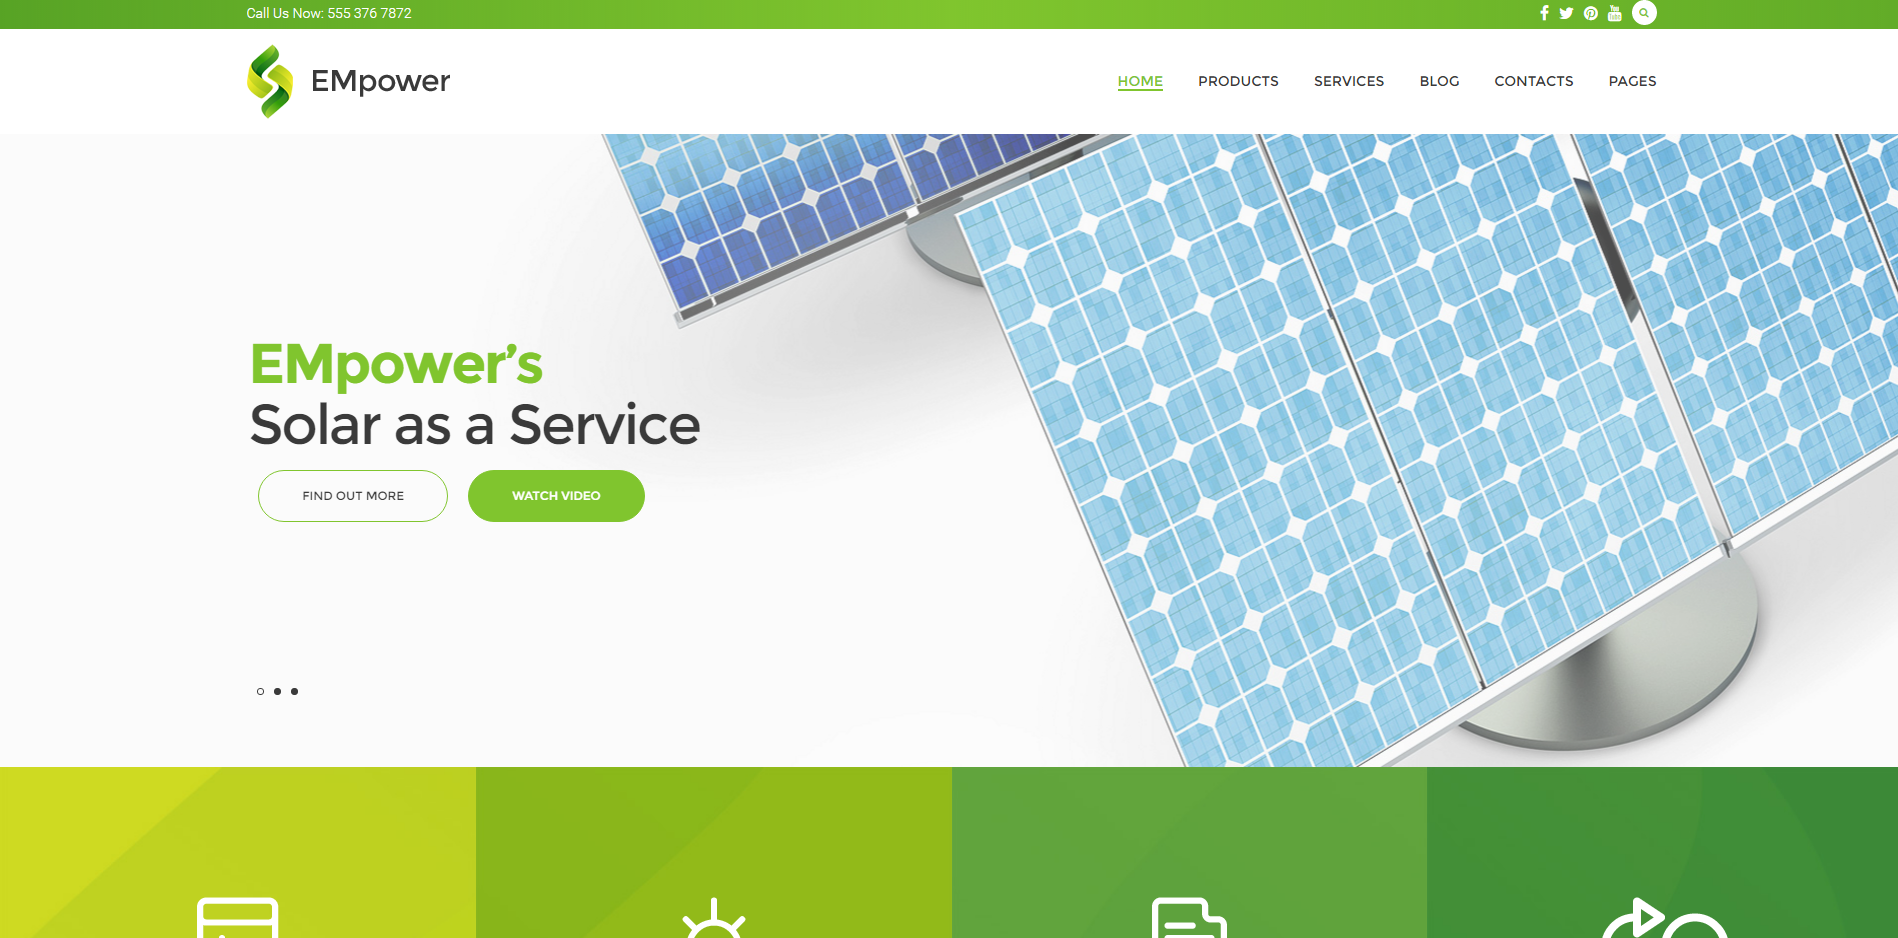 Call Us Now: 555 376 7872
EMpower
HOME PRODUCTS SERVICES BLOG CONTACTS PAGES
EMpower’s
Solar as a Service
FIND OUT MORE WATCH VIDEO